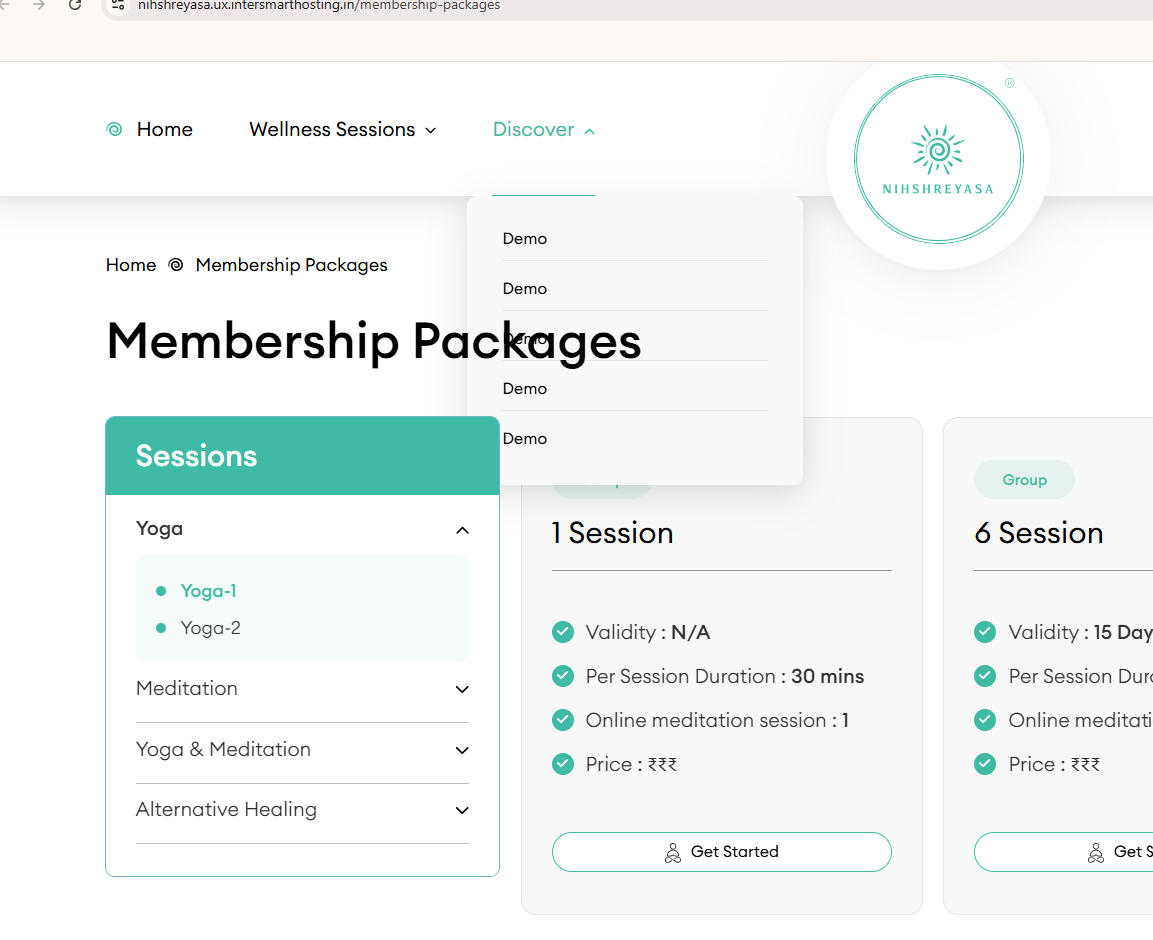 nihshreyasa.ux.intersmarthosting.in/membership-packages
®
Home Wellness Sessions Discover
NIHSHREYASA
Demo
Home Membership Packages
Demo
Membership Packages
Demo
Demo
Demo
Sessions
Group
Yoga
1 Session
6 Session
Yoga-1
Yoga-2
Validity : N/A
Validity : 15 Day
Meditation
Per Session Duration : 30 mins
Per Session Dur
Online meditation session : 1
Online meditati
Yoga & Meditation
Price : ₹₹₹
Price : ₹₹₹
Alternative Healing
Get Started
Get S